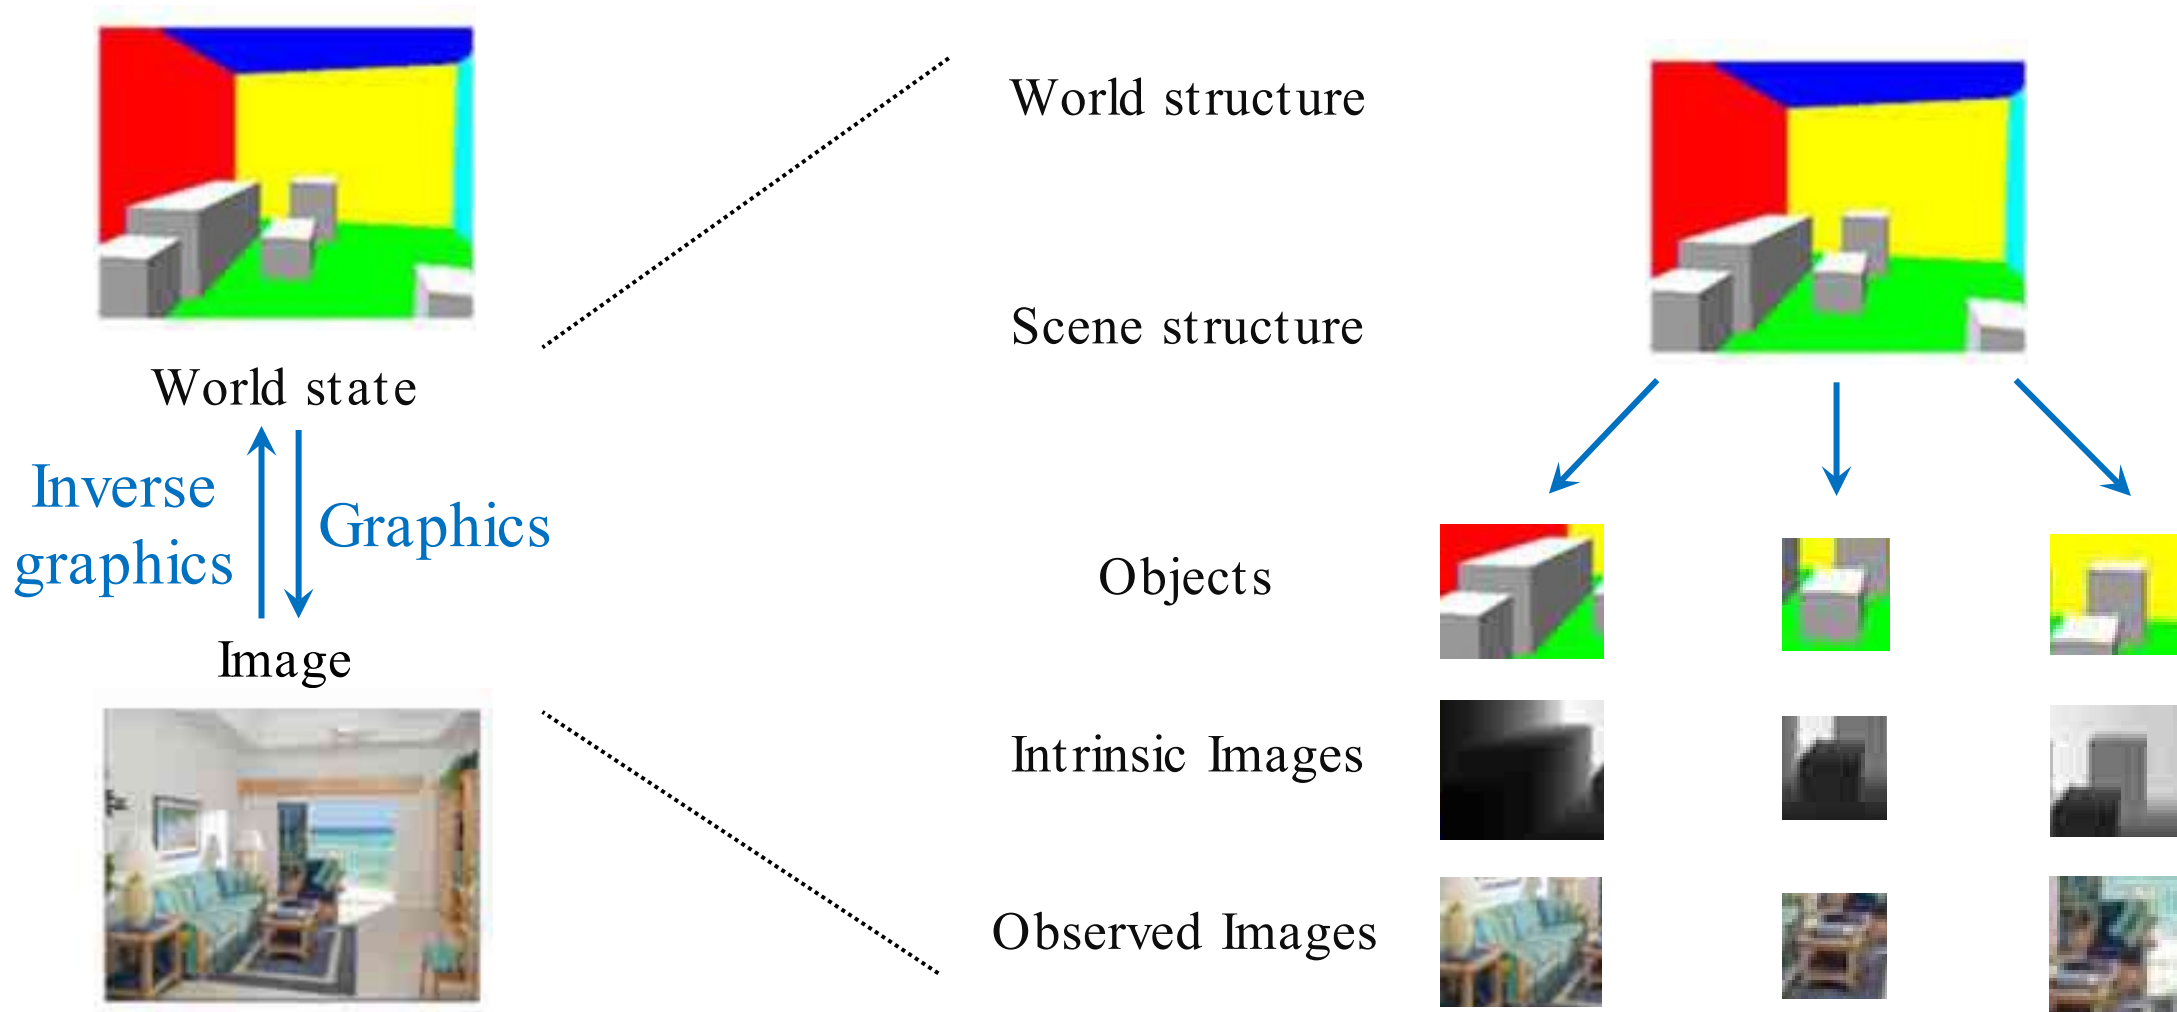 World state
Inverse
graphics
Graphics
Image
World structure
Scene structure
Objects
Intrinsic Images
Observed Images